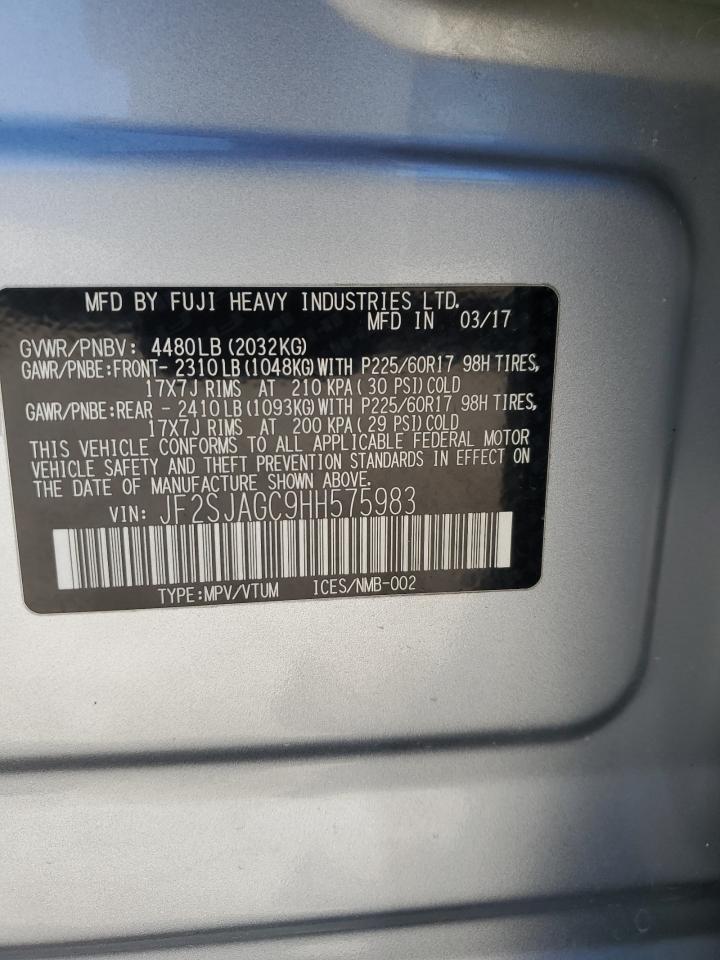 MFD BY FUJI HEAVY INDUSTRIES LTD.
MFD IN 03/17
GVWR/PNBV: 4480LB (2032KG)
GAWR/PNBE:FRONT- 2310LB (1048KG) WITH P225/60R17 98H TIRES,
17X7J RIMS AT 210 KPA ( 30 PSI) COLD
GAWR/PNBE:REAR - 2410LB (1093KG) WITH P225/60R17 98H TIRES,
17X7J RIMS AT 200 KPA ( 29 PSI) COLD
THIS VEHICLE CONFORMS TO ALL APPLICABLE FEDERAL MOTOR
VEHICLE SAFETY AND THEFT PREVENTION STANDARDS IN EFFECT ON
THE DATE OF MANUFACTURE SHOWN ABOVE.
VIN: JF2SJAGC9HH575983
TYPE:MPV/VTUM ICES/NMB-002